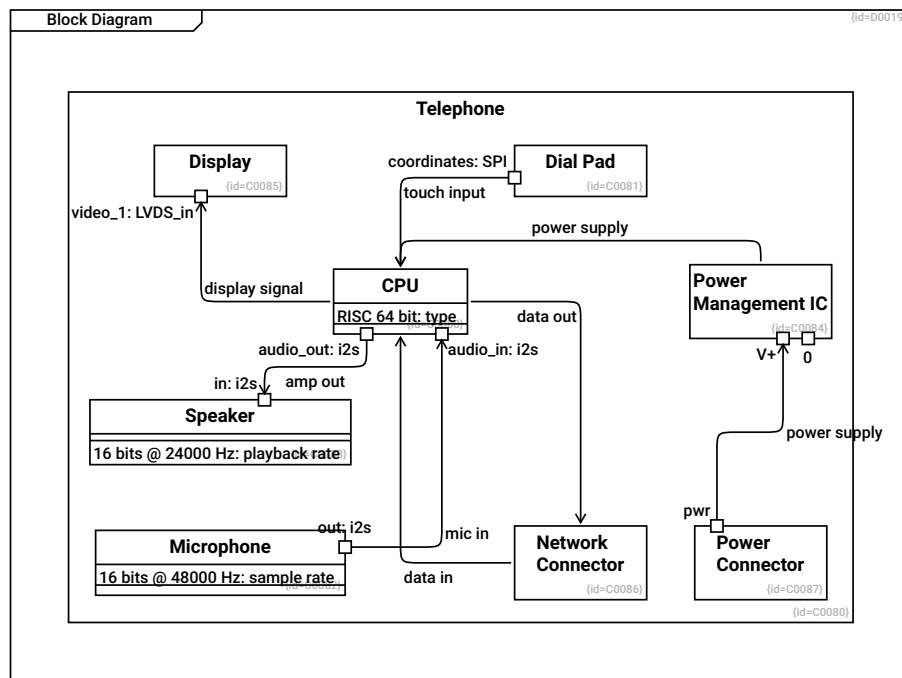 Block Diagram
{id=D0019
Telephone
Display
{id=C0085}
video_1: LVDS_in
coordinates: SPI
Dial Pad
{id=C0081}
touch input
power supply
CPU
RISC 64 bit: type
display signal
data out
Power
Management IC
{id=C0084}
V+
0
audio_out: i2s
audio_in: i2s
in: i2s
amp out
Speaker
16 bits @ 24000 Hz: playback rate
power supply
pwr
out: i2s
mic in
Microphone
16 bits @ 48000 Hz: sample rate
data in
Network
Connector
{id=C0086}
Power
Connector
{id=C0087}
{id=C0080}